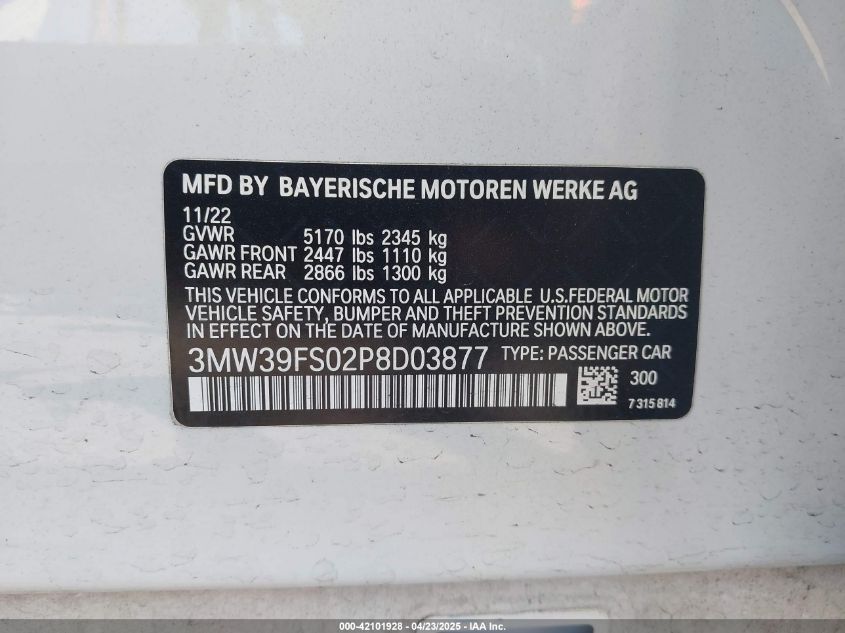 MFD BY BAYERISCHE MOTOREN WERKE AG
11/22
GVWR 5170 lbs 2345 kg
GAWR FRONT 2447 lbs 1110 kg
GAWR REAR 2866 lbs 1300 kg
THIS VEHICLE CONFORMS TO ALL APPLICABLE U.S.FEDERAL MOTOR
VEHICLE SAFETY, BUMPER AND THEFT PREVENTION STANDARDS
IN EFFECT ON THE DATE OF MANUFACTURE SHOWN ABOVE.
3MW39FS02P8D03877 TYPE: PASSENGER CAR
300
7 315 814
000-42101928 - 04/23/2025 - IAA Inc.